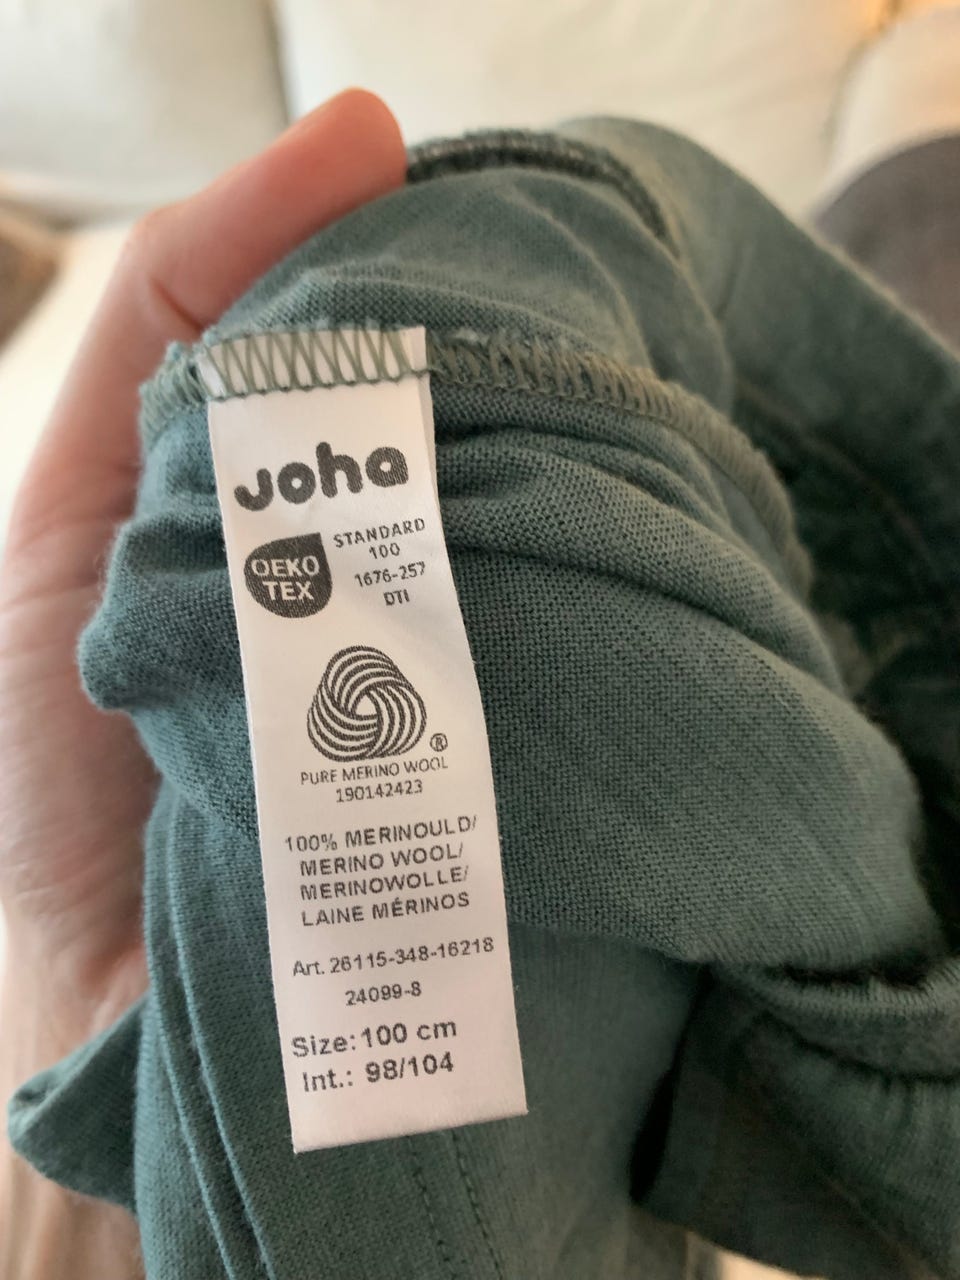 Joha
OEKO
TEX
STANDARD
100
1676-257
DTI
®
PURE MERINO WOOL
190142423
100% MERINOULD/
MERINO WOOL/
MERINOWOLLE/
LAINE MÉRINOS
Art. 26115-348-16218
24099-8
Size: 100 cm
Int.: 98/104